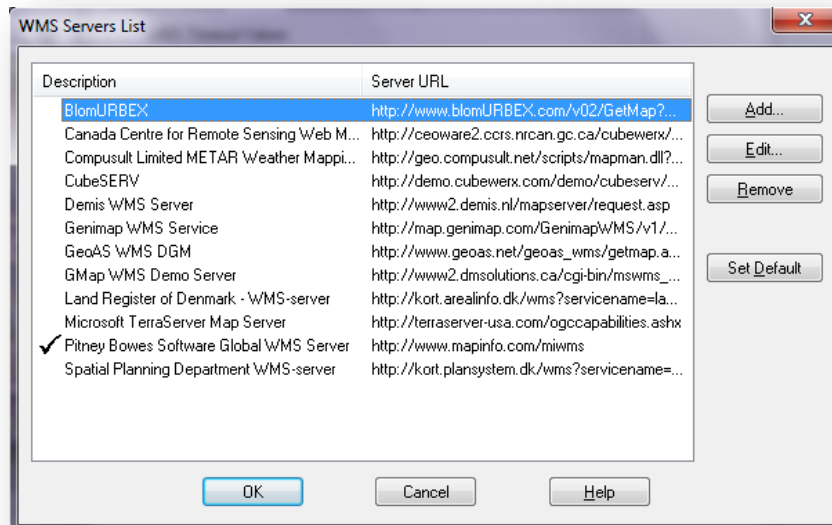 WMS Servers List
Description Server URL
BlomURBEX http://www.blomURBEX.com/v02/GetMap?...
Canada Centre for Remote Sensing Web M... http://ceoware2.ccrs.nrcan.gc.ca/cubewerx/...
Compusult Limited METAR Weather Mappi... http://geo.compusult.net/scripts/mapman.dll?...
CubeSERV http://demo.cubewerx.com/demo/cubeserv/...
Demis WMS Server http://www2.demis.nl/mapserver/request.asp
Genimap WMS Service http://map.genimap.com/GenimapWMS/v1/...
GeoAS WMS DGM http://www.geoas.net/geoas_wms/getmap.a...
GMap WMS Demo Server http://www2.dmsolutions.ca/cgi-bin/mswms_...
Land Register of Denmark - WMS-server http://kort.arealinfo.dk/wms?servicename=la...
Microsoft TerraServer Map Server http://terraserver-usa.com/ogccapabilities.ashx
Pitney Bowes Software Global WMS Server http://www.mapinfo.com/miwms
Spatial Planning Department WMS-server http://kort.plansystem.dk/wms?servicename=...
Add...
Edit...
Remove
Set Default
OK Cancel Help